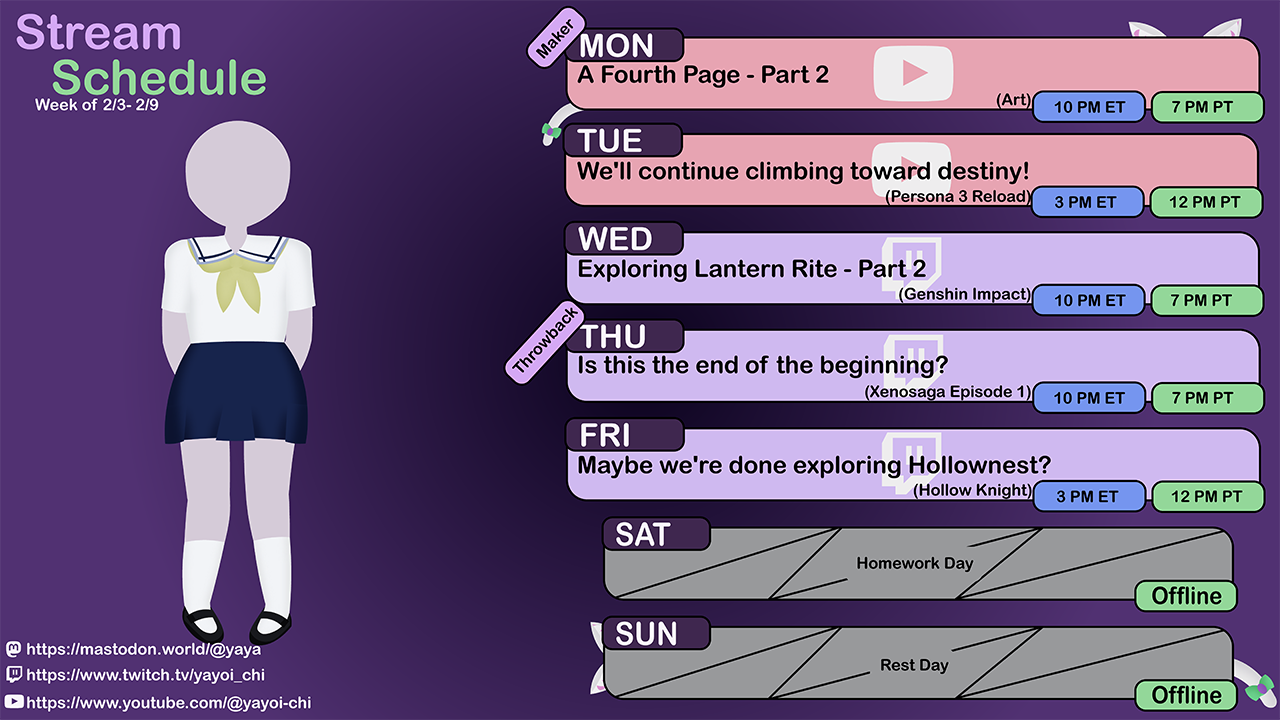 Stream
Schedule
Week of 2/3- 2/9
Maker
MON
A Fourth Page - Part 2
(Art)
10 PM ET
7 PM PT
TUE
We'll continue climbing toward destiny!
(Persona 3 Reload)
3 PM ET
12 PM PT
WED
Exploring Lantern Rite - Part 2
(Genshin Impact)
10 PM ET
7 PM PT
Throwback
THU
Is this the end of the beginning?
(Xenosaga Episode 1)
10 PM ET
7 PM PT
FRI
Maybe we're done exploring Hollownest?
(Hollow Knight)
3 PM ET
12 PM PT
SAT
Homework Day
Offline
SUN
Rest Day
Offline
https://mastodon.world/@yaya
https://www.twitch.tv/yayoi_chi
https://www.youtube.com/@yayoi-chi